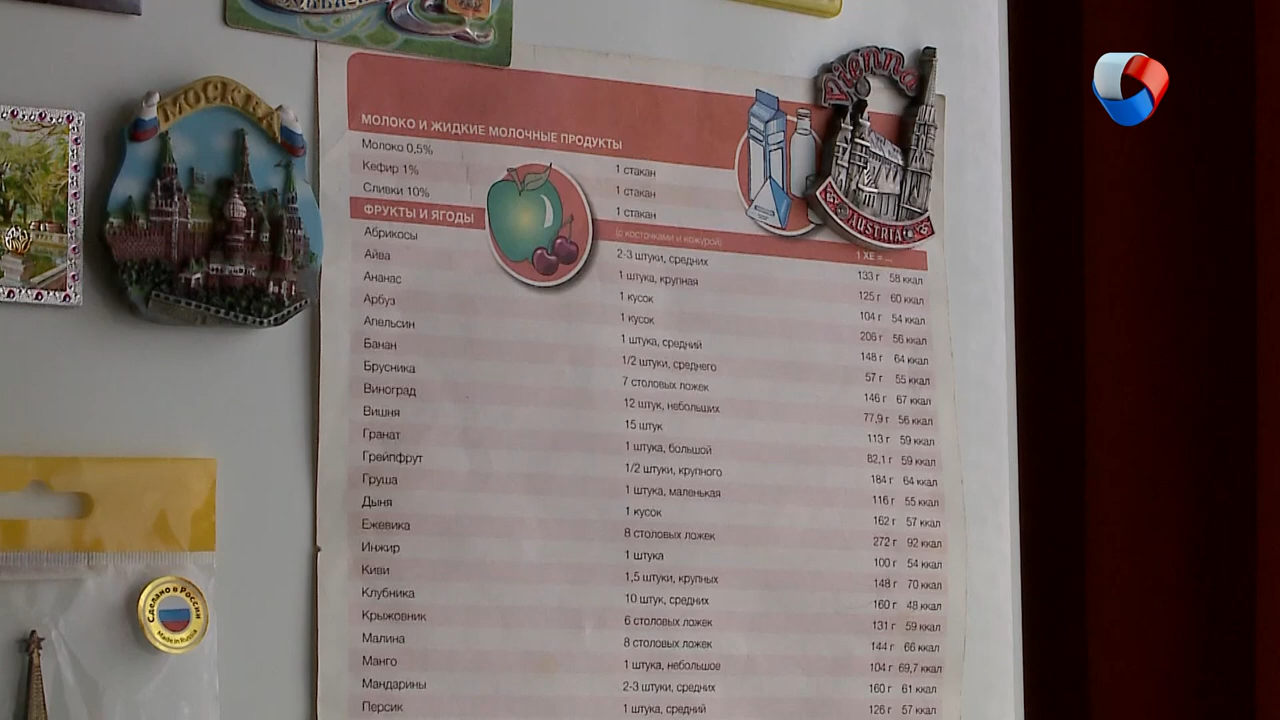 МОСКВА
Vienna
AUSTRIA
МОЛОКО И ЖИДКИЕ МОЛОЧНЫЕ ПРОДУКТЫ
Молоко 0,5% 1 стакан
Кефир 1% 1 стакан
Сливки 10% 1 стакан
ФРУКТЫ И ЯГОДЫ (с косточками и кожурой) 1 ХЕ = ...
Абрикосы 2-3 штуки, средних 133 г 58 ккал
Айва 1 штука, крупная 125 г 60 ккал
Ананас 1 кусок 104 г 54 ккал
Арбуз 1 кусок 206 г 56 ккал
Апельсин 1 штука, средний 148 г 64 ккал
Банан 1/2 штуки, среднего 57 г 55 ккал
Брусника 7 столовых ложек 146 г 67 ккал
Виноград 12 штук, небольших 77,9 г 56 ккал
Вишня 15 штук 113 г 59 ккал
Гранат 1 штука, большой 82,1 г 59 ккал
Грейпфрут 1/2 штуки, крупного 184 г 64 ккал
Груша 1 штука, маленькая 116 г 55 ккал
Дыня 1 кусок 162 г 57 ккал
Ежевика 8 столовых ложек 272 г 92 ккал
Инжир 1 штука 100 г 54 ккал
Киви 1,5 штуки, крупных 148 г 70 ккал
Клубника 10 штук, средних 160 г 48 ккал
Крыжовник 6 столовых ложек 131 г 59 ккал
Малина 8 столовых ложек 144 г 66 ккал
Манго 1 штука, небольшое 104 г 69,7 ккал
Мандарины 2-3 штуки, средних 160 г 61 ккал
Персик 1 штука, средний 126 г 57 ккал
Сделано в России
Made in Russia